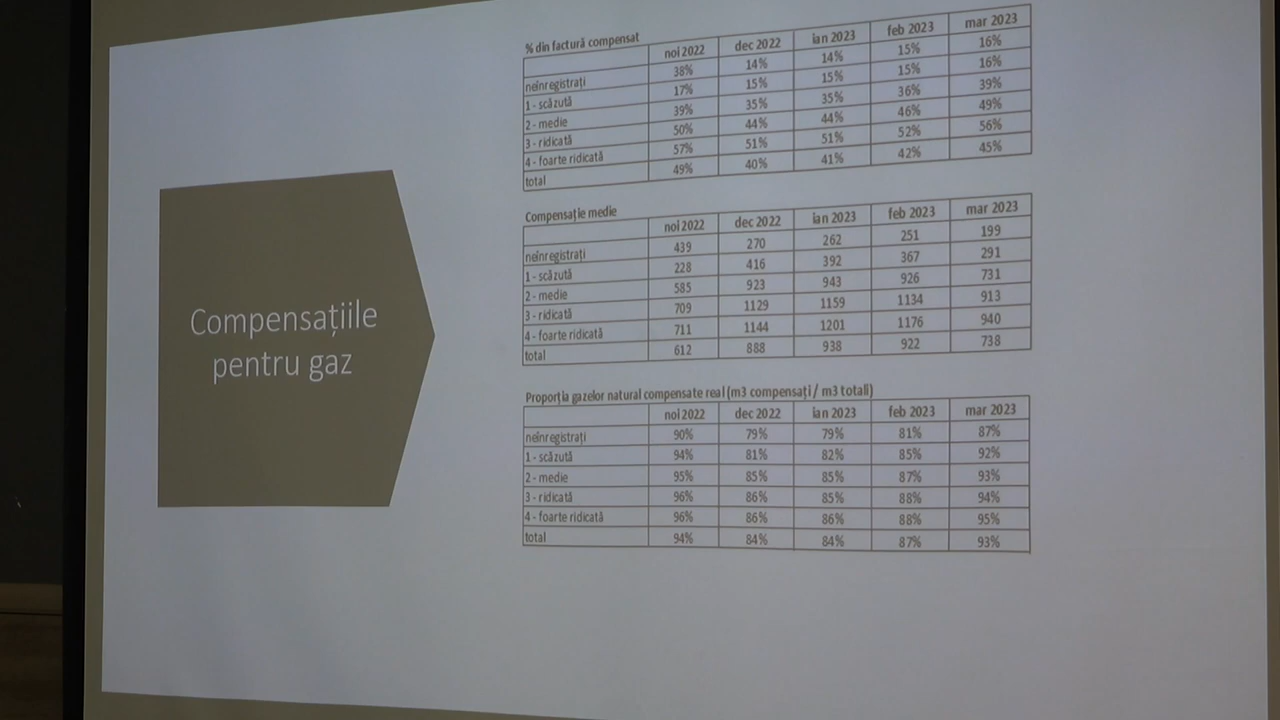 Compensațiile
pentru gaz
% din factură compensat
noi 2022 dec 2022 ian 2023 feb 2023 mar 2023
neînregistrați 38% 14% 14% 15% 16%
1 - scăzută 17% 15% 15% 15% 16%
2 - medie 39% 35% 35% 36% 39%
3 - ridicată 50% 44% 44% 46% 49%
4 - foarte ridicată 57% 51% 51% 52% 56%
total 49% 40% 41% 42% 45%
Compensație medie
noi 2022 dec 2022 ian 2023 feb 2023 mar 2023
neînregistrați 439 270 262 251 199
1 - scăzută 228 416 392 367 291
2 - medie 585 923 943 926 731
3 - ridicată 709 1129 1159 1134 913
4 - foarte ridicată 711 1144 1201 1176 940
total 612 888 938 922 738
Proporția gazelor natural compensate real (m3 compensați / m3 totali)
noi 2022 dec 2022 ian 2023 feb 2023 mar 2023
neînregistrați 90% 79% 79% 81% 87%
1 - scăzută 94% 81% 82% 85% 92%
2 - medie 95% 85% 85% 87% 93%
3 - ridicată 96% 86% 85% 88% 94%
4 - foarte ridicată 96% 86% 86% 88% 95%
total 94% 84% 84% 87% 93%